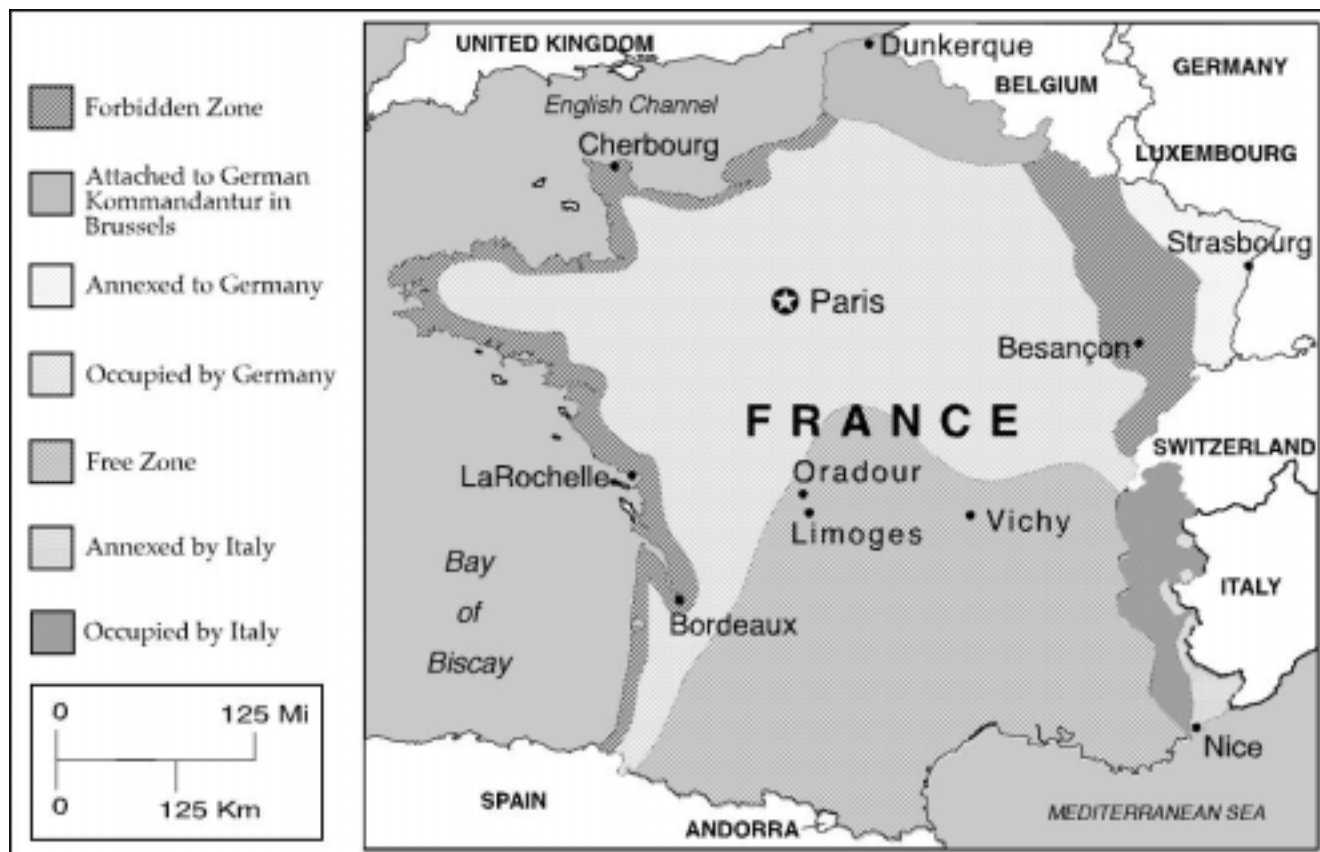 Forbidden Zone
Attached to German
Kommandantur in
Brussels
Annexed to Germany
Occupied by Germany
Free Zone
Annexed by Italy
Occupied by Italy
0 125 Mi
0 125 Km
UNITED KINGDOM
Dunkerque
GERMANY
BELGIUM
English Channel
Cherbourg
LUXEMBOURG
Strasbourg
Paris
Besançon
FRANCE
SWITZERLAND
LaRochelle
Oradour
Limoges
Vichy
Bay
of
Biscay
ITALY
Bordeaux
Nice
SPAIN
ANDORRA
MEDITERRANEAN SEA